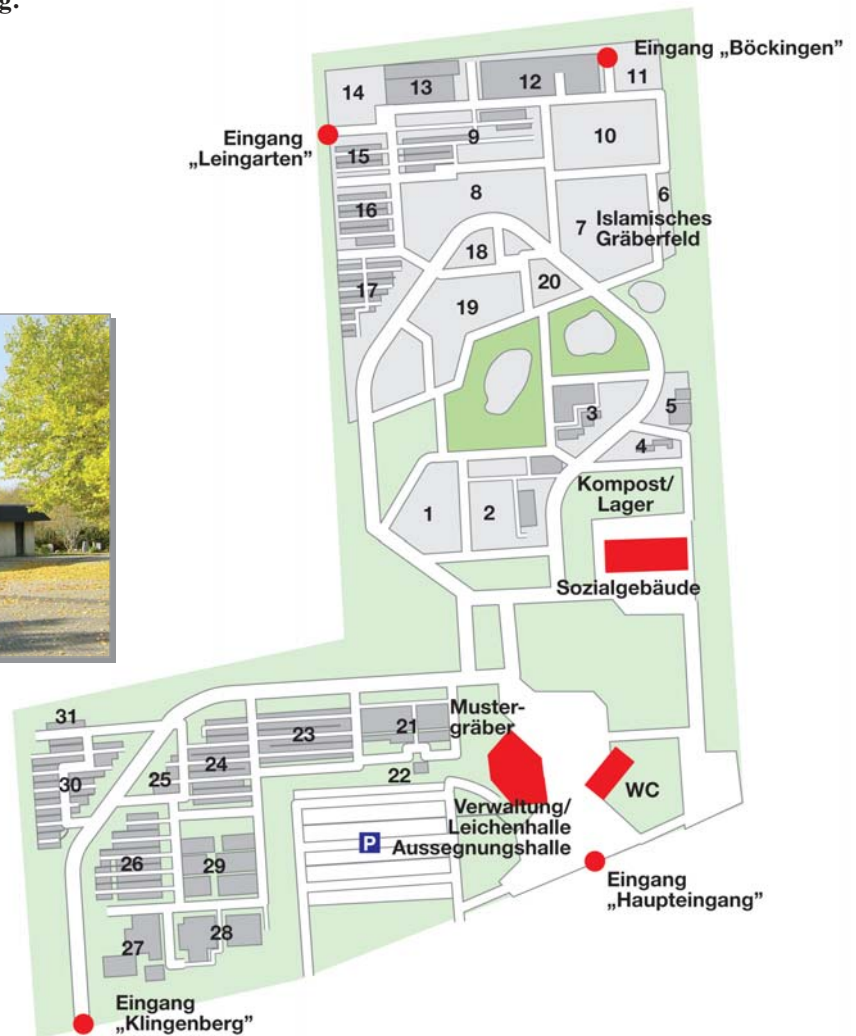 g.
Eingang „Böckingen”
14
13
12
11
Eingang
„Leingarten”
9
10
15
8
6
16
7 Islamisches
Gräberfeld
18
17
20
19
3
5
4
Kompost/
Lager
1
2
Sozialgebäude
31
Muster-
gräber
21
23
24
30
25
22
WC
Verwaltung/
Leichenhalle
Aussegnungshalle
P
26
29
Eingang
„Haupteingang”
28
27
Eingang
„Klingenberg”